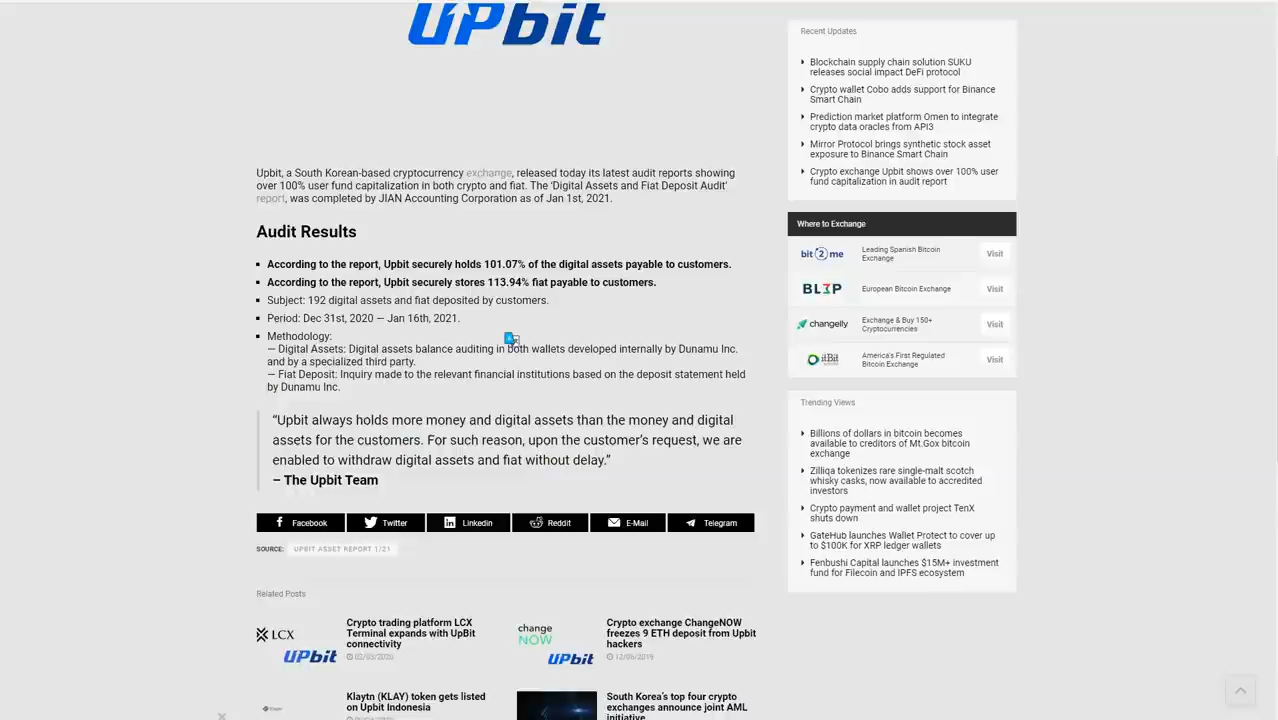 UPbit
Upbit, a South Korean-based cryptocurrency exchange, released today its latest audit reports showing
over 100% user fund capitalization in both crypto and fiat. The ‘Digital Assets and Fiat Deposit Audit’
report, was completed by JIAN Accounting Corporation as of Jan 1st, 2021.
Audit Results
According to the report, Upbit securely holds 101.07% of the digital assets payable to customers.
According to the report, Upbit securely stores 113.94% fiat payable to customers.
Subject: 192 digital assets and fiat deposited by customers.
Period: Dec 31st, 2020 — Jan 16th, 2021.
Methodology:
— Digital Assets: Digital assets balance auditing in both wallets developed internally by Dunamu Inc.
and by a specialized third party.
— Fiat Deposit: Inquiry made to the relevant financial institutions based on the deposit statement held
by Dunamu Inc.
“Upbit always holds more money and digital assets than the money and digital
assets for the customers. For such reason, upon the customer’s request, we are
enabled to withdraw digital assets and fiat without delay.”
– The Upbit Team
Facebook Twitter Linkedin Reddit E-Mail Telegram
SOURCE: UPBIT ASSET REPORT 1/21
Related Posts
LCX
UPbit
Crypto trading platform LCX
Terminal expands with UpBit
connectivity
02/03/2020
change
NOW
UPbit
Crypto exchange ChangeNOW
freezes 9 ETH deposit from Upbit
hackers
12/06/2019
Klaytn (KLAY) token gets listed
on Upbit Indonesia
South Korea’s top four crypto
exchanges announce joint AML
initiative
Recent Updates
Blockchain supply chain solution SUKU
releases social impact DeFi protocol
Crypto wallet Cobo adds support for Binance
Smart Chain
Prediction market platform Omen to integrate
crypto data oracles from API3
Mirror Protocol brings synthetic stock asset
exposure to Binance Smart Chain
Crypto exchange Upbit shows over 100% user
fund capitalization in audit report
Where to Exchange
bit2me Leading Spanish Bitcoin
Exchange Visit
BL3P European Bitcoin Exchange Visit
changelly Exchange & Buy 150+
Cryptocurrencies Visit
itBit America's First Regulated
Bitcoin Exchange Visit
Trending Views
Billions of dollars in bitcoin becomes
available to creditors of Mt.Gox bitcoin
exchange
Zilliqa tokenizes rare single-malt scotch
whisky casks, now available to accredited
investors
Crypto payment and wallet project TenX
shuts down
GateHub launches Wallet Protect to cover up
to $100K for XRP ledger wallets
Fenbushi Capital launches $15M+ investment
fund for Filecoin and IPFS ecosystem